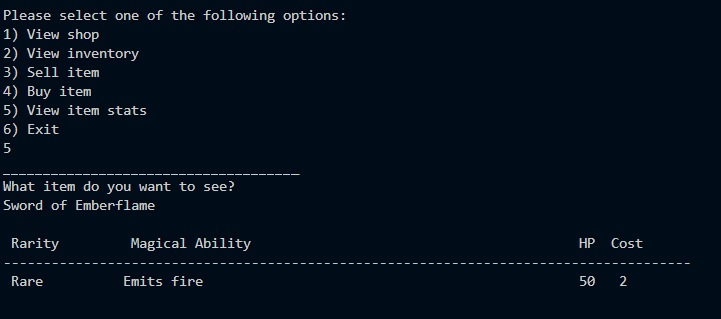 Please select one of the following options:
1) View shop
2) View inventory
3) Sell item
4) Buy item
5) View item stats
6) Exit
5
_____________________________________
What item do you want to see?
Sword of Emberflame
Rarity Magical Ability HP Cost
--------------------------------------------------------------------------------------
Rare Emits fire 50 2